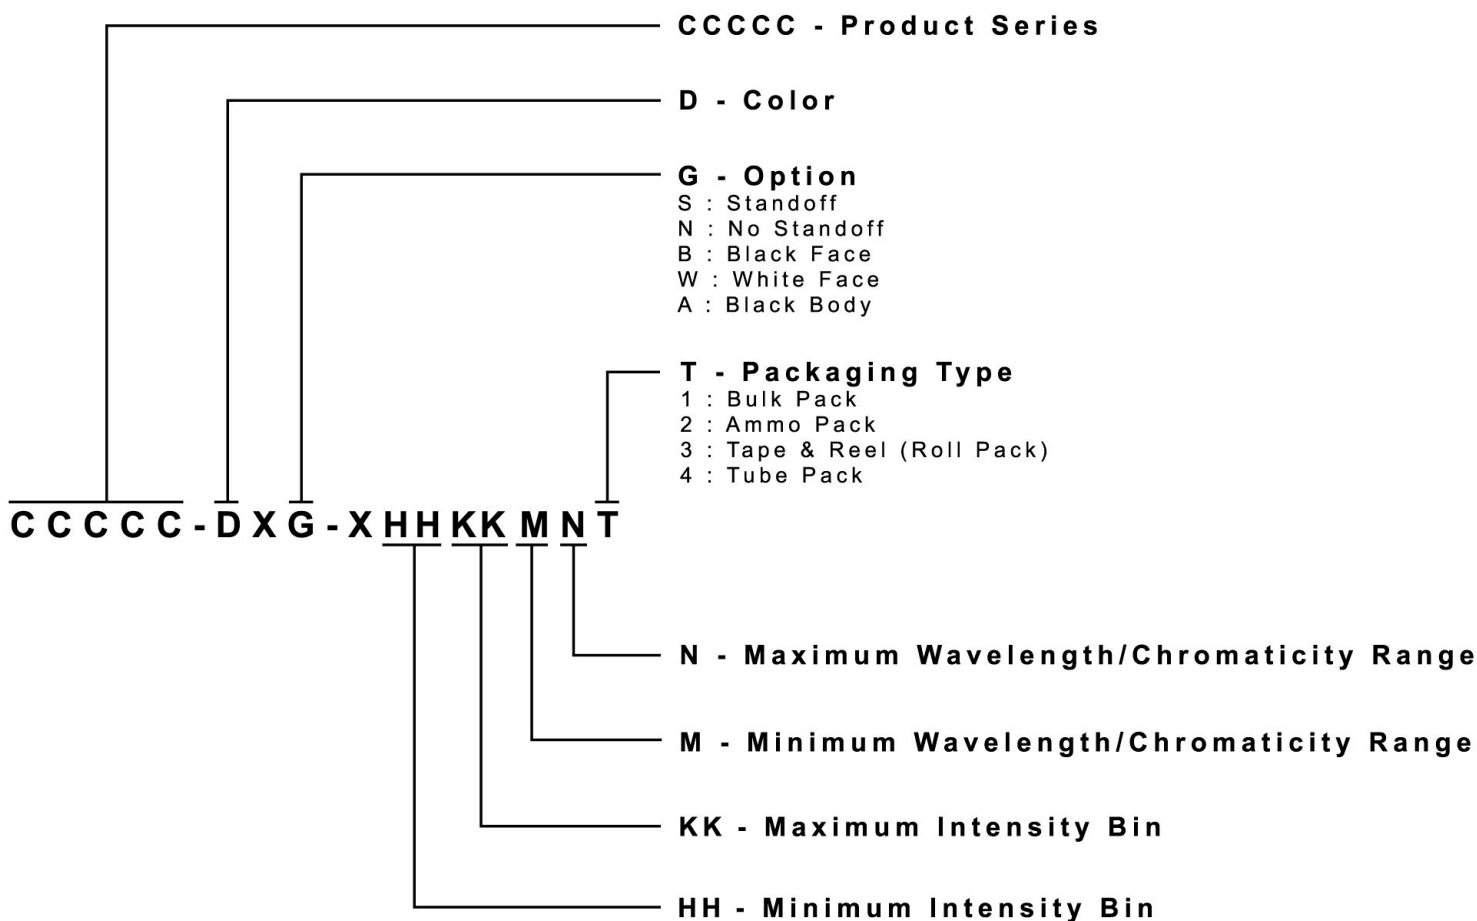 CCCCC - Product Series
D - Color
G - Option
S : Standoff
N : No Standoff
B : Black Face
W : White Face
A : Black Body
T - Packaging Type
1 : Bulk Pack
2 : Ammo Pack
3 : Tape & Reel (Roll Pack)
4 : Tube Pack
CCCCC-DXG-XHHKKMNT
N - Maximum Wavelength/Chromaticity Range
M - Minimum Wavelength/Chromaticity Range
KK - Maximum Intensity Bin
HH - Minimum Intensity Bin